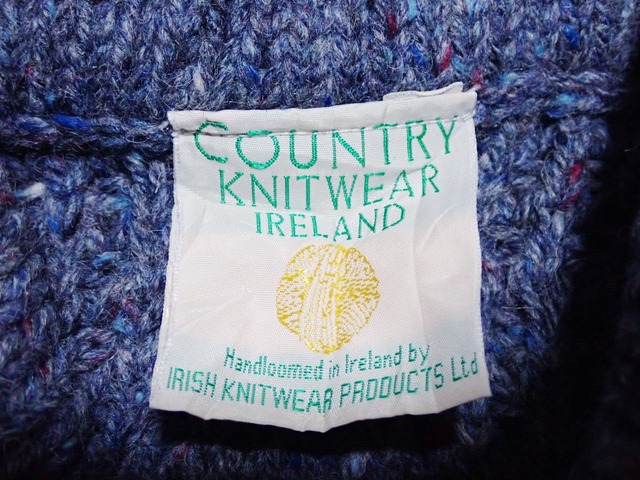 COUNTRY
KNITWEAR
IRELAND
Handloomed in Ireland by
IRISH KNITWEAR PRODUCTS Ltd